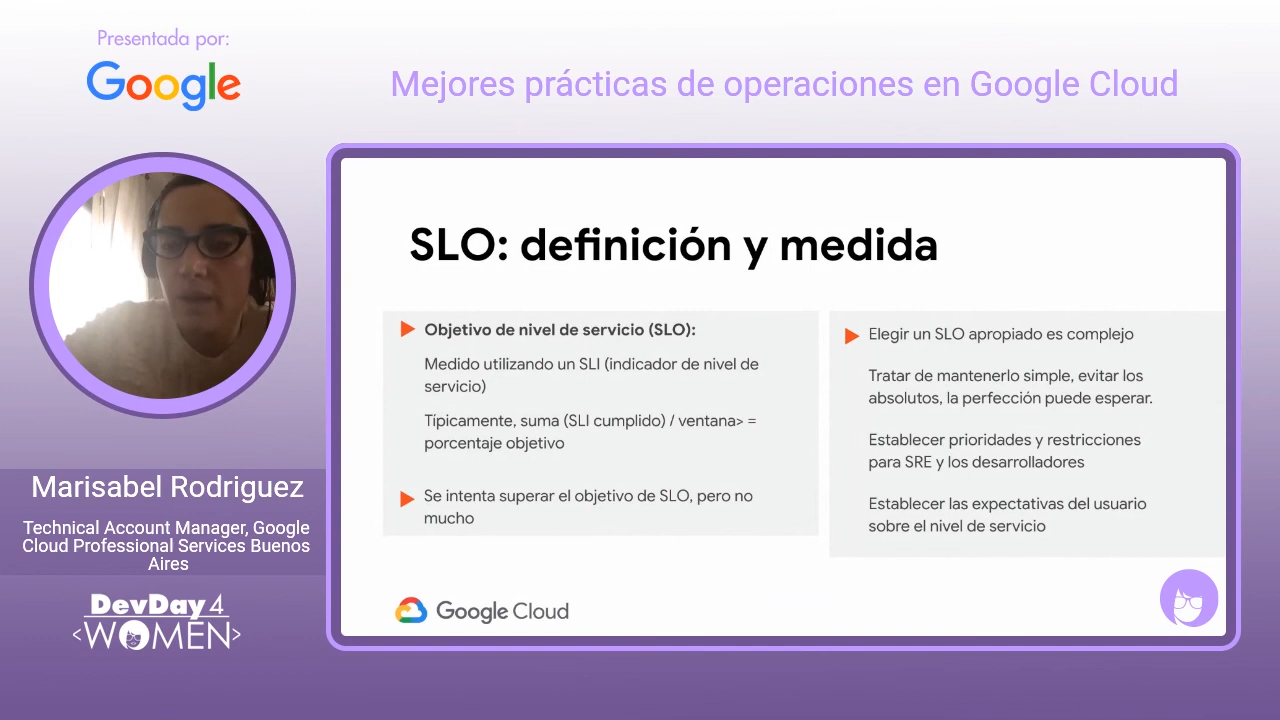 Presentada por:
Google
Mejores prácticas de operaciones en Google Cloud
SLO: definición y medida
Objetivo de nivel de servicio (SLO):
Medido utilizando un SLI (indicador de nivel de
servicio)
Típicamente, suma (SLI cumplido) / ventana> =
porcentaje objetivo
Se intenta superar el objetivo de SLO, pero no
mucho
Elegir un SLO apropiado es complejo
Tratar de mantenerlo simple, evitar los
absolutos, la perfección puede esperar.
Establecer prioridades y restricciones
para SRE y los desarrolladores
Establecer las expectativas del usuario
sobre el nivel de servicio
Google Cloud
Marisabel Rodriguez
Technical Account Manager, Google
Cloud Professional Services Buenos
Aires
DevDay 4
<WOMEN>